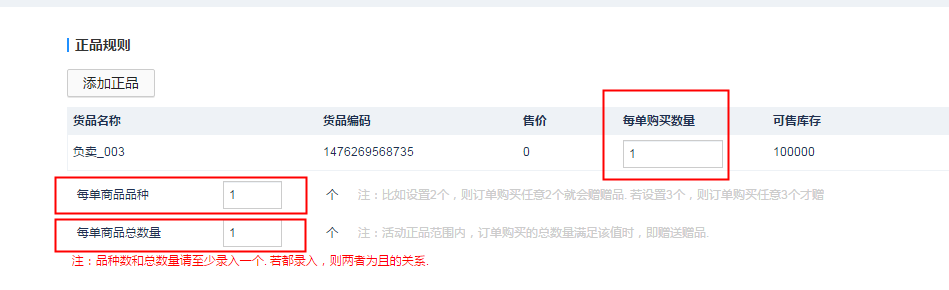 正品规则
添加正品
货品名称 货品编码 售价 每单购买数量 可售库存
负卖_003 1476269568735 0 1 100000
每单商品品种 1 个 注：比如设置2个，则订单购买任意2个就会赠赠品. 若设置3个，则订单购买任意3个才赠
每单商品总数量 1 个 注：活动正品范围内，订单购买的总数量满足该值时，即赠送赠品.
注：品种数和总数量请至少录入一个. 若都录入，则两者为且的关系.